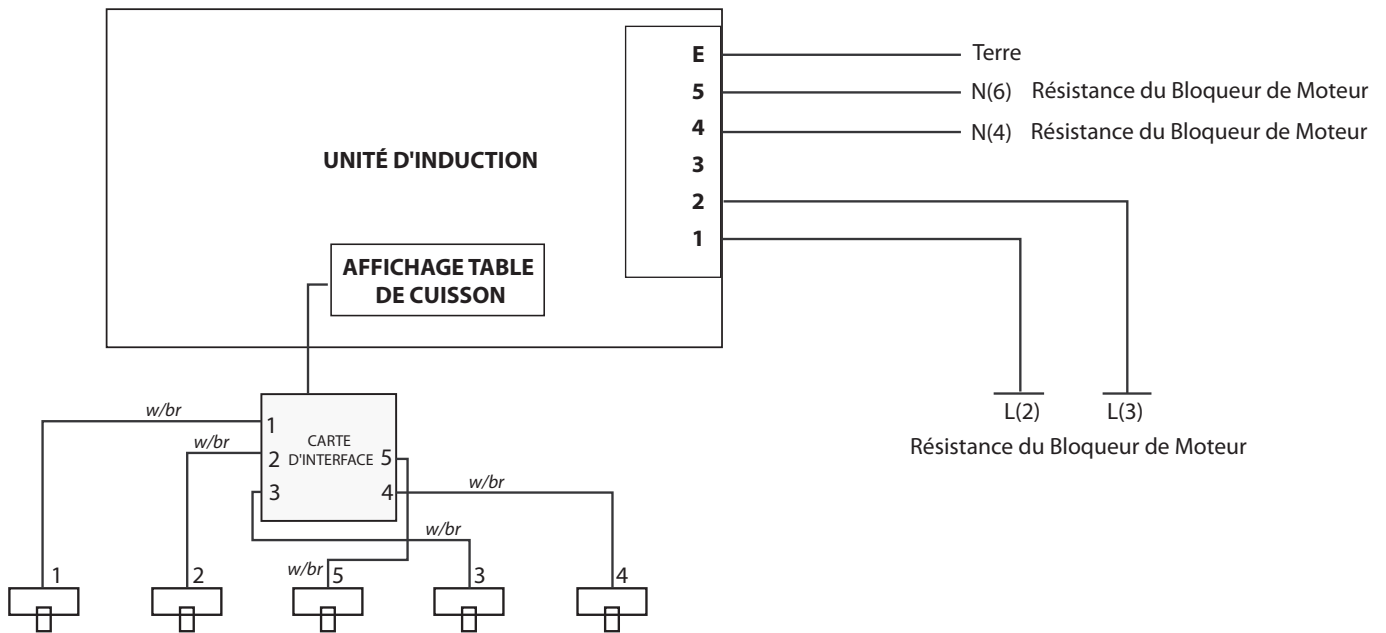 E
Terre
5
N(6) Résistance du Bloqueur de Moteur
4
N(4) Résistance du Bloqueur de Moteur
UNITÉ D'INDUCTION
3
2
1
AFFICHAGE TABLE
DE CUISSON
L(2)
L(3)
Résistance du Bloqueur de Moteur
w/br
1
w/br
CARTE
2
D'INTERFACE
5
3
4
w/br
w/br
w/br
1
2
5
3
4